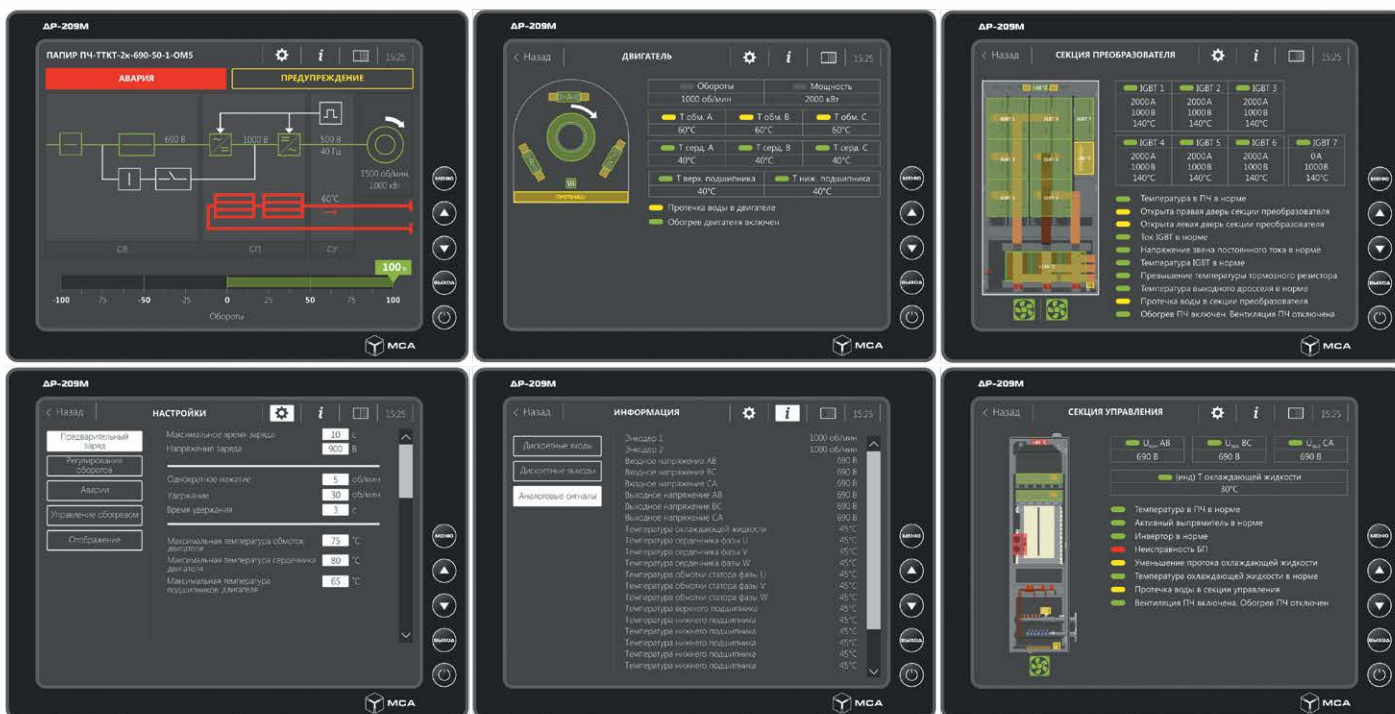 ΔP-209M
ПАПИР ПЧ-ТТКТ-2к-690-50-1-ОМ5
i
15:25
АВАРИЯ
ПРЕДУПРЕЖДЕНИЕ
690 В
1000 В
500 В
40 Гц
1500 об/мин.
1000 кВт
60°C
СВ
СП
СУ
100%
-100 -75 -50 -25 0 25 50 75 100
Обороты
МЕНЮ
ВЫХОД
МСА
ΔP-209M
< Назад
ДВИГАТЕЛЬ
i
15:25
Обороты Мощность
1000 об/мин 2000 кВт
Т обм. А Т обм. В Т обм. С
60°C 60°C 60°C
Т серд. А Т серд. В Т серд. С
40°C 40°C 40°C
Т верх. подшипника Т ниж. подшипника
40°C 40°C
ПРОТЕЧКА!
Протечка воды в двигателе
Обогрев двигателя включен
МЕНЮ
ВЫХОД
МСА
ΔP-209M
< Назад
СЕКЦИЯ ПРЕОБРАЗОВАТЕЛЯ
i
15:25
IGBT 1 IGBT 2 IGBT 3
2000 А 2000 А 2000 А
1000 В 1000 В 1000 В
140°C 140°C 140°C
IGBT 4 IGBT 5 IGBT 6 IGBT 7
2000 А 2000 А 2000 А 0А
1000 В 1000 В 1000 В 1000В
140°C 140°C 140°C 140°C
Температура в ПЧ в норме
Открыта правая дверь секции преобразователя
Открыта левая дверь секции преобразователя
Ток IGBT в норме
Напряжение звена постоянного тока в норме
Температура IGBT в норме
Превышение температуры тормозного резистора
Температура выходного дросселя в норме
Протечка воды в секции преобразователя
Обогрев ПЧ включен. Вентиляция ПЧ отключена
МЕНЮ
ВЫХОД
МСА
ΔP-209M
< Назад
НАСТРОЙКИ
i
15:25
Предварительный
заряд
Регулирование
оборотов
Аварии
Управление обогревом
Отображение
Максимальное время заряда 10 с
Напряжение заряда 900 В
Однократное нажатие 5 об/мин
Удержание 30 об/мин
Время удержания 3 с
Максимальная температура обмоток
двигателя 75 °C
Максимальная температура сердечника
двигателя 80 °C
Максимальная температура
подшипников двигателя 65 °C
МЕНЮ
ВЫХОД
МСА
ΔP-209M
< Назад
ИНФОРМАЦИЯ
i
15:25
Дискретные входы
Дискретные выходы
Аналоговые сигналы
Энкодер 1 1000 об/мин
Энкодер 2 1000 об/мин
Входное напряжение АВ 690 В
Входное напряжение ВС 690 В
Входное напряжение СА 690 В
Выходное напряжение АВ 690 В
Выходное напряжение ВС 690 В
Выходное напряжение СА 690 В
Температура охлаждающей жидкости 45°C
Температура сердечника фазы U 45°C
Температура сердечника фазы V 45°C
Температура сердечника фазы W 45°C
Температура обмотки статора фазы U 45°C
Температура обмотки статора фазы V 45°C
Температура обмотки статора фазы W 45°C
Температура верхнего подшипника 45°C
Температура нижнего подшипника 45°C
Температура нижнего подшипника 45°C
Температура нижнего подшипника 45°C
Температура нижнего подшипника 45°C
Температура нижнего подшипника 45°C
МЕНЮ
ВЫХОД
МСА
ΔP-209M
< Назад
СЕКЦИЯ УПРАВЛЕНИЯ
i
15:25
АВ ВС СА
690 В 690 В 690 В
(инд) Т охлаждающей жидкости
30°C
Температура в ПЧ в норме
Активный выпрямитель в норме
Инвертор в норме
Неисправность БП
Уменьшение протока охлаждающей жидкости
Температура охлаждающей жидкости в норме
Протечка воды в секции управления
Вентиляция ПЧ включена. Обогрев ПЧ отключен
МЕНЮ
ВЫХОД
МСА